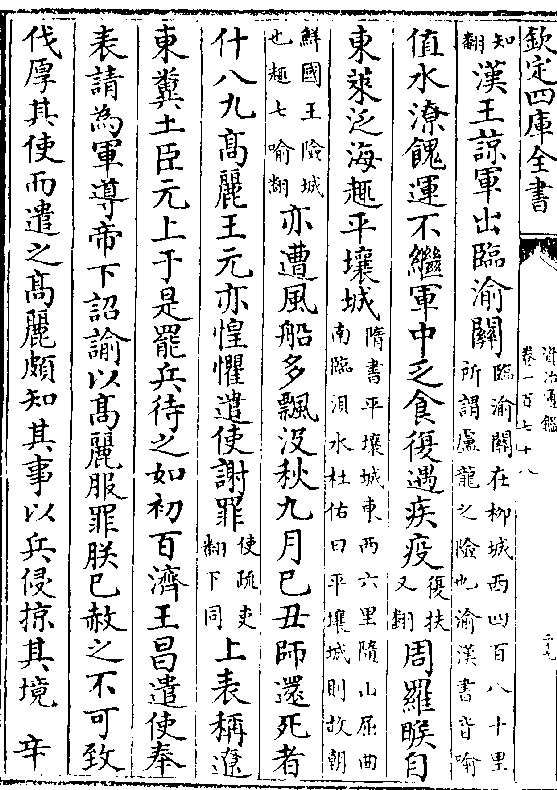 欽定四庫全書
資治通鑑
卷一百七十八
知翻漢王諒軍出臨渝關臨渝關在柳城西四百八十里所謂盧龍之險也渝漢書音喻
值水潦餽運不繼軍中乏食復遇疾疫復扶又翻周羅睺自
東萊泛海趣平壤城隋書平壤城東西六里隨山屈曲南臨浿水杜佑曰平壤城則故朝
鮮國王險城也趣七喻翻亦遭風船多飄没秋九月已丑師還死者
什八九髙麗王元亦惶懼遣使謝罪使疏吏翻下同上表稱遼
東糞土臣元上于是罷兵待之如初百濟王昌遣使奉
表請為軍導帝下詔諭以髙麗服罪朕已赦之不可致
伐厚其使而遣之髙麗頗知其事以兵侵掠其境 辛